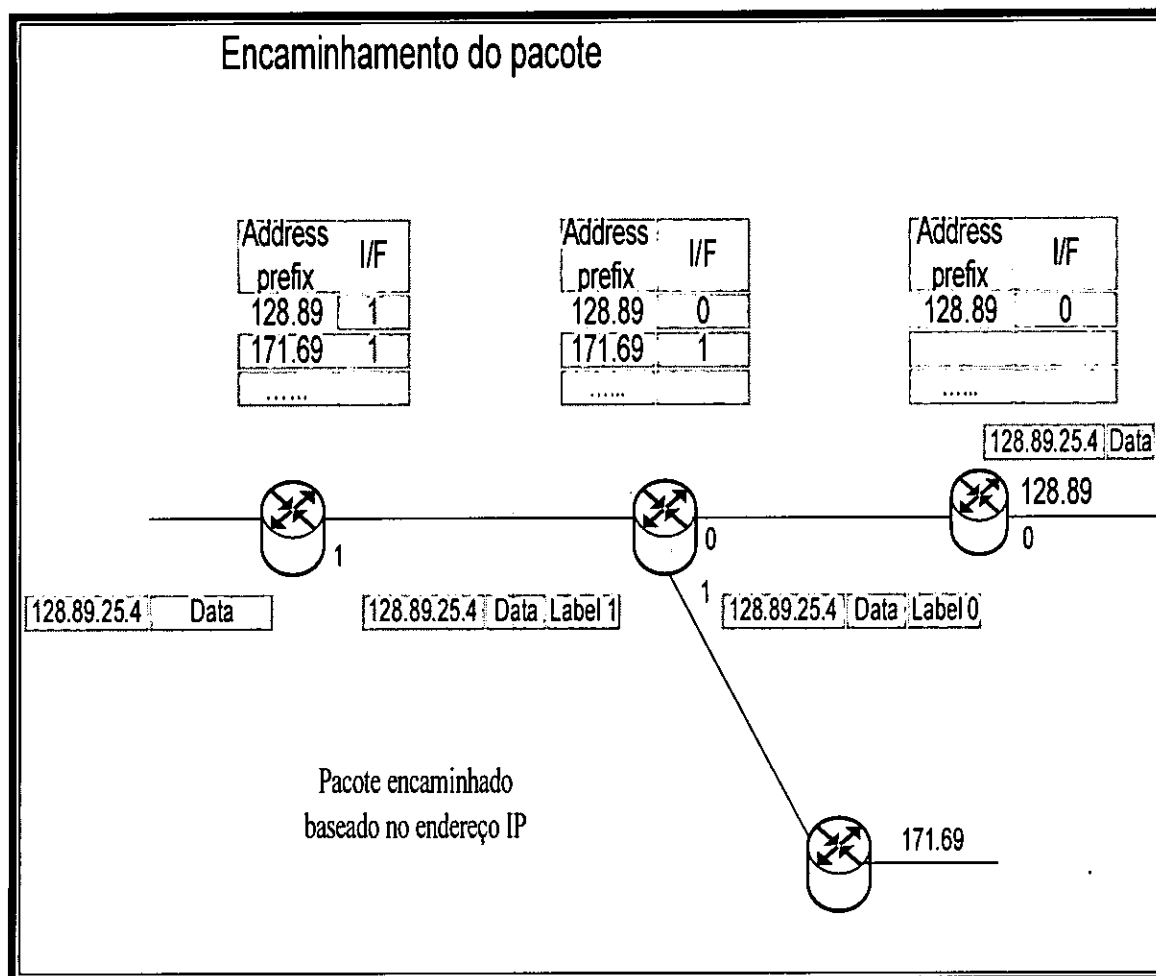 Encaminhamento do pacote
Address prefix I/F
128.89 1
171.69 1
......
Address prefix I/F
128.89 0
171.69 1
......
Address prefix I/F
128.89 0
......
128.89.25.4 Data
128.89
1
0
1
0
128.89.25.4 Data
128.89.25.4 Data Label 1
128.89.25.4 Data Label 0
Pacote encaminhado
baseado no endereço IP
171.69